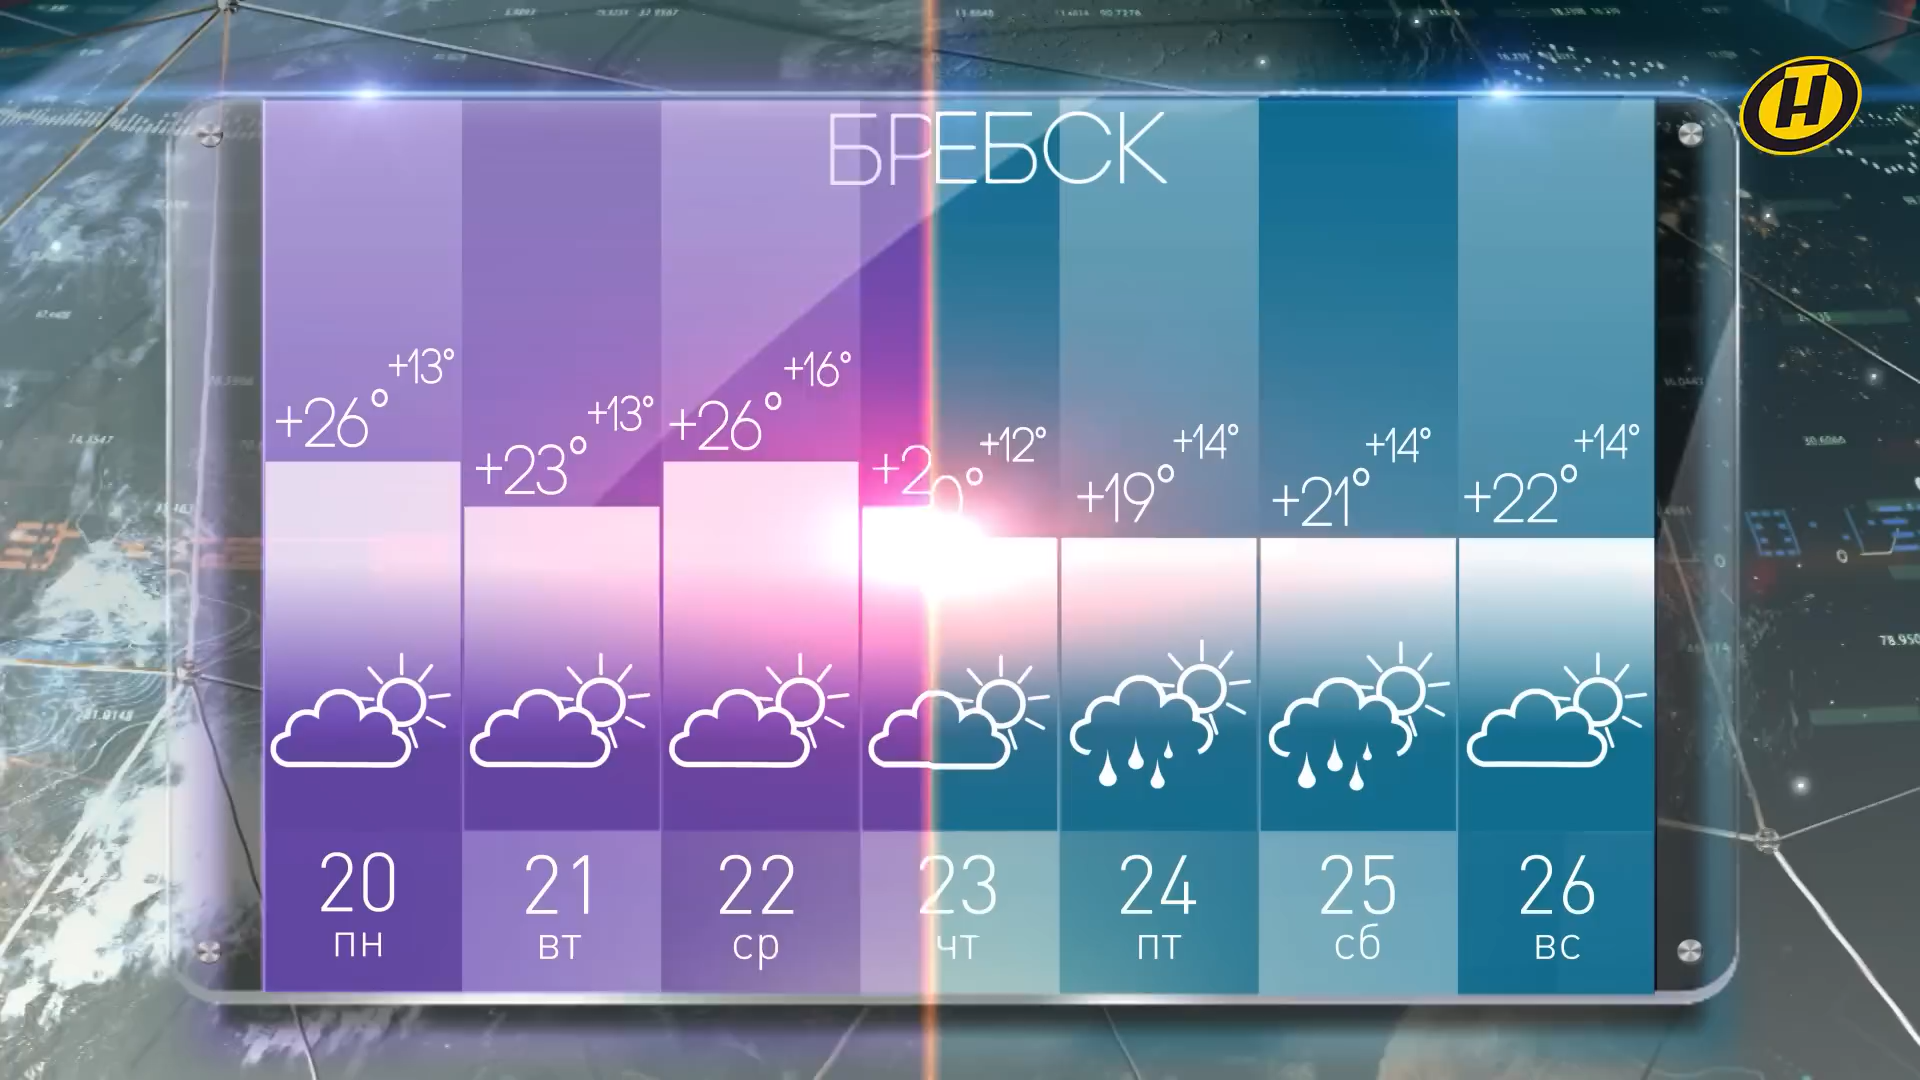 БРЕБСК
+26° +13°
+23° +13°
+26° +16°
+20° +12°
+19° +14°
+21° +14°
+22° +14°
20 21 22 23 24 25 26
пн вт ср чт пт сб вс
Н